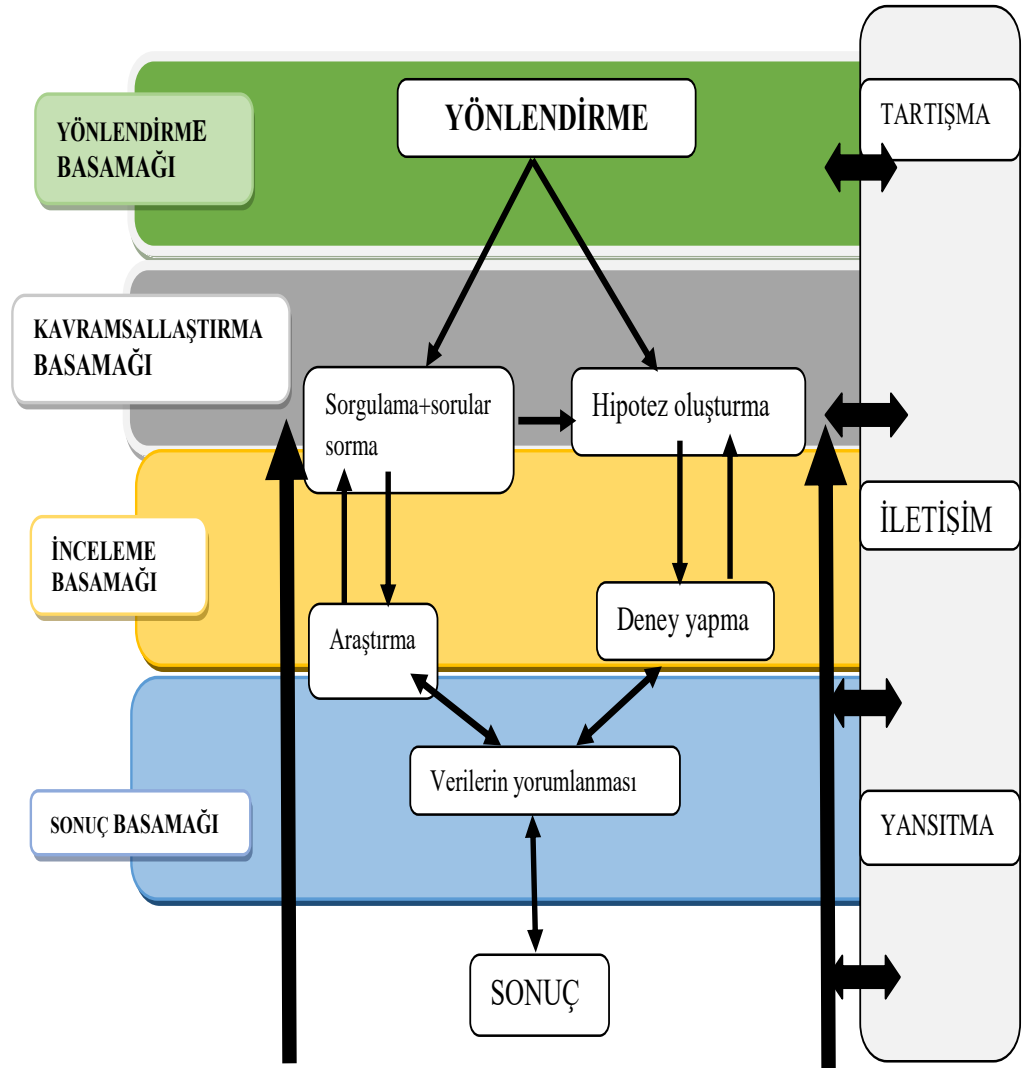 YÖNLENDİRME
BASAMAĞI
YÖNLENDİRME
TARTIŞMA
KAVRAMSALLAŞTIRMA
BASAMAĞI
Sorgulama+sorular
sorma
Hipotez oluşturma
İNCELEME
BASAMAĞI
İLETİŞİM
Araştırma
Deney yapma
SONUÇ BASAMAĞI
Verilerin yorumlanması
YANSITMA
SONUÇ